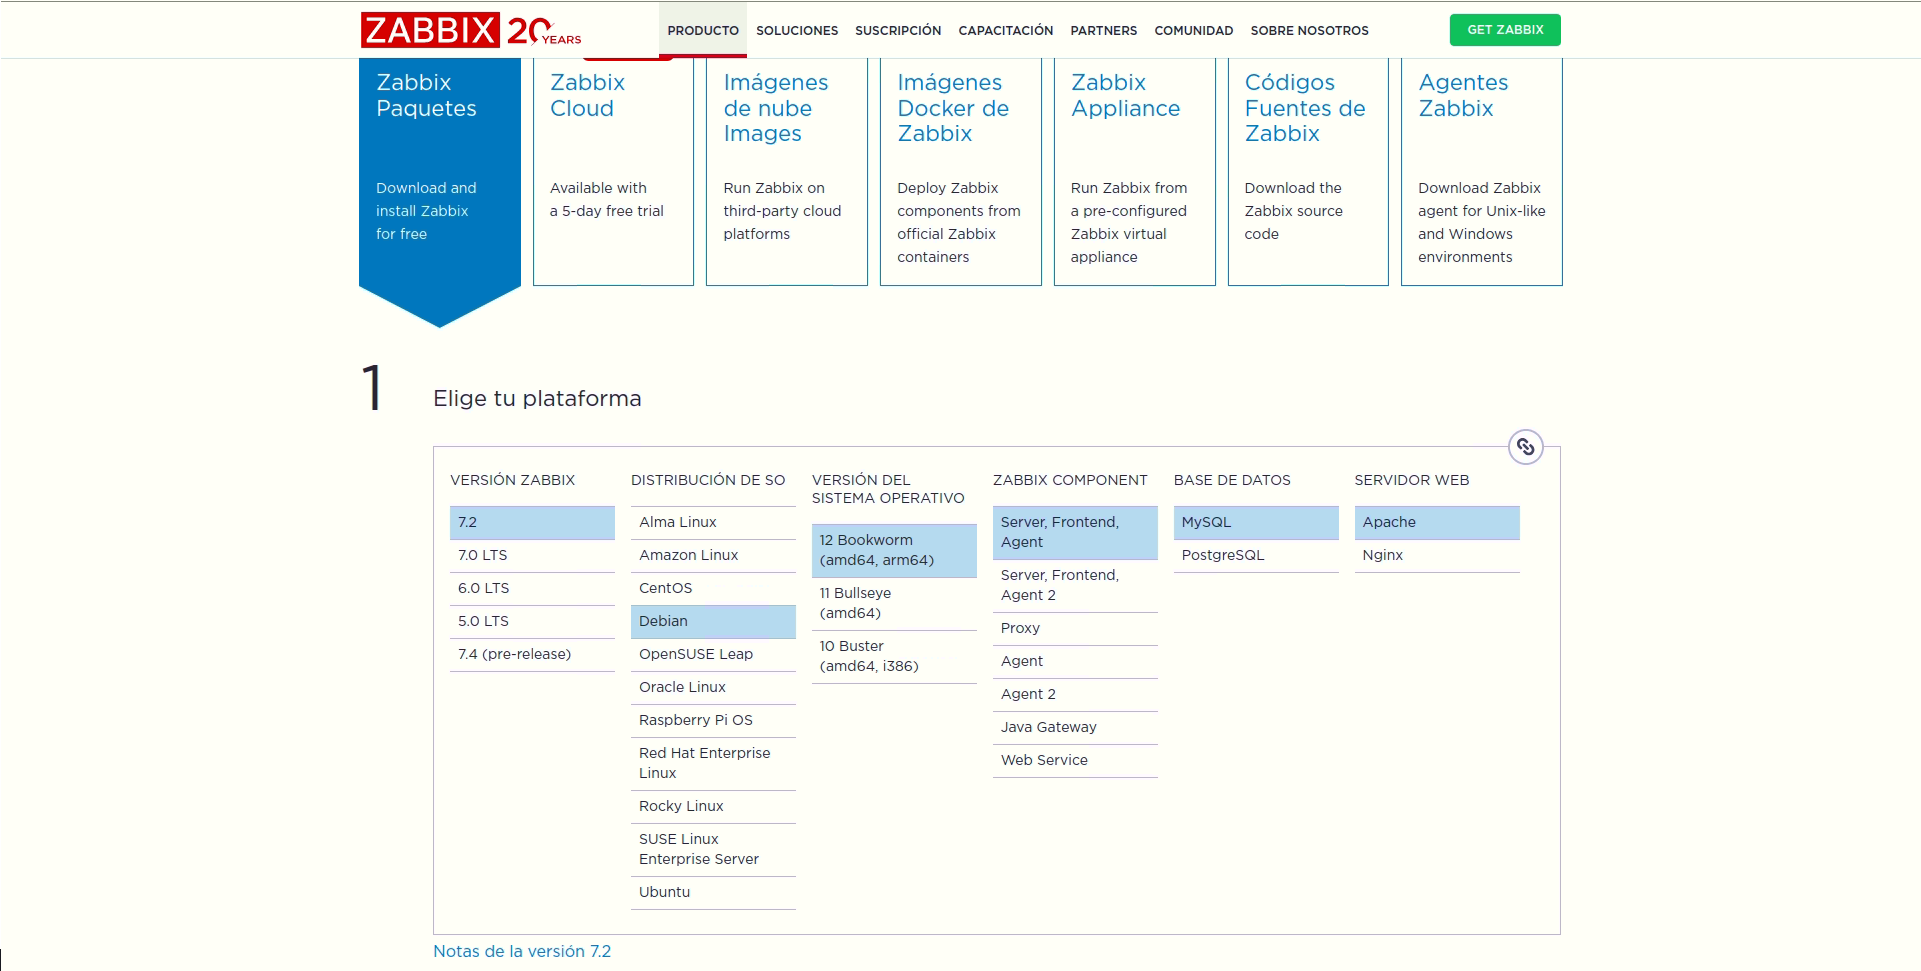 ZABBIX 20 YEARS
PRODUCTO SOLUCIONES SUSCRIPCIÓN CAPACITACIÓN PARTNERS COMUNIDAD SOBRE NOSOTROS
GET ZABBIX
Zabbix
Paquetes
Download and
install Zabbix
for free
Zabbix
Cloud
Available with
a 5-day free trial
Imágenes
de nube
Images
Run Zabbix on
third-party cloud
platforms
Imágenes
Docker de
Zabbix
Deploy Zabbix
components from
official Zabbix
containers
Zabbix
Appliance
Run Zabbix from
a pre-configured
Zabbix virtual
appliance
Códigos
Fuentes de
Zabbix
Download the
Zabbix source
code
Agentes
Zabbix
Download Zabbix
agent for Unix-like
and Windows
environments
1
Elige tu plataforma
VERSIÓN ZABBIX
7.2
7.0 LTS
6.0 LTS
5.0 LTS
7.4 (pre-release)
DISTRIBUCIÓN DE SO
Alma Linux
Amazon Linux
CentOS
Debian
OpenSUSE Leap
Oracle Linux
Raspberry Pi OS
Red Hat Enterprise
Linux
Rocky Linux
SUSE Linux
Enterprise Server
Ubuntu
VERSIÓN DEL
SISTEMA OPERATIVO
12 Bookworm
(amd64, arm64)
11 Bullseye
(amd64)
10 Buster
(amd64, i386)
ZABBIX COMPONENT
Server, Frontend,
Agent
Server, Frontend,
Agent 2
Proxy
Agent
Agent 2
Java Gateway
Web Service
BASE DE DATOS
MySQL
PostgreSQL
SERVIDOR WEB
Apache
Nginx
Notas de la versión 7.2